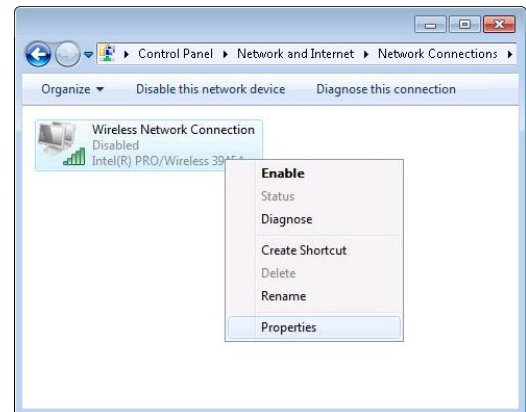 Control Panel ▸ Network and Internet ▸ Network Connections ▸
Organize ▾ Disable this network device Diagnose this connection
Wireless Network Connection
Disabled
Intel(R) PRO/Wireless
Enable
Status
Diagnose
Create Shortcut
Delete
Rename
Properties